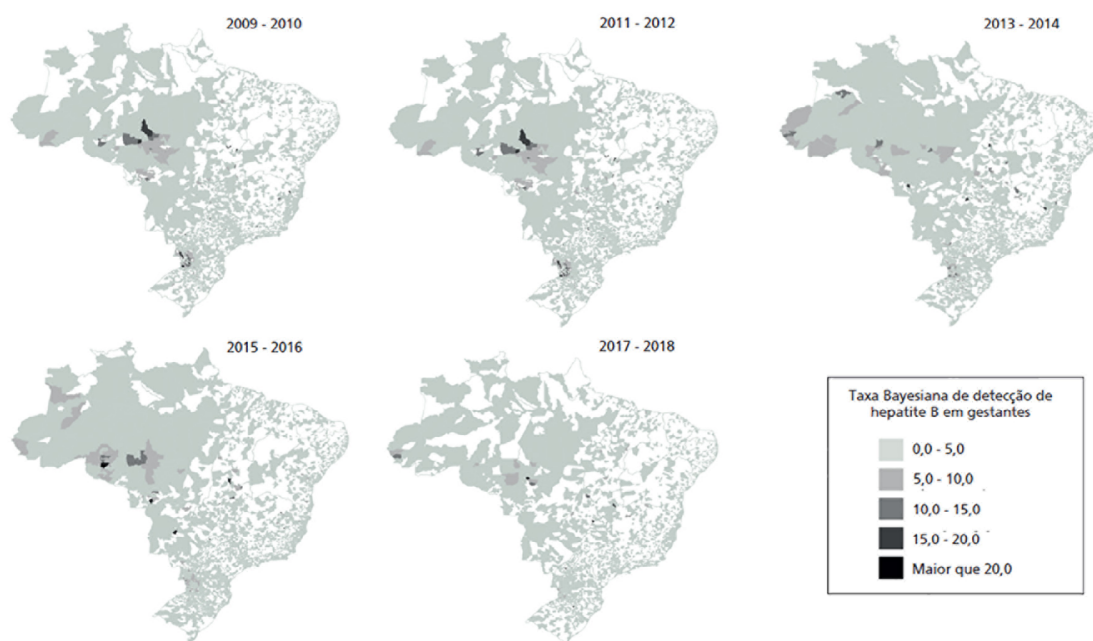 2009 - 2010
2011 - 2012
2013 - 2014
2015 - 2016
2017 - 2018
Taxa Bayesiana de detecção de
hepatite B em gestantes
0,0 - 5,0
5,0 - 10,0
10,0 - 15,0
15,0 - 20,0
Maior que 20,0